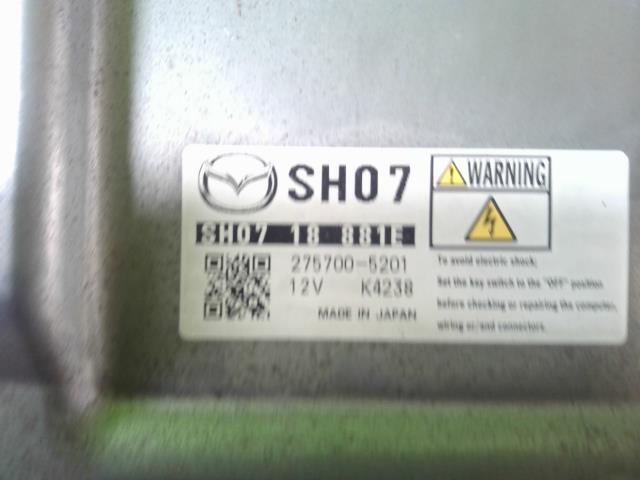 SH07
SH07 18 881E
275700-5201
12V K4238
MADE IN JAPAN
WARNING
To avoid electric shock;
Set the key switch to the "OFF" position
before checking or repairing the computer,
wiring or/and connectors.